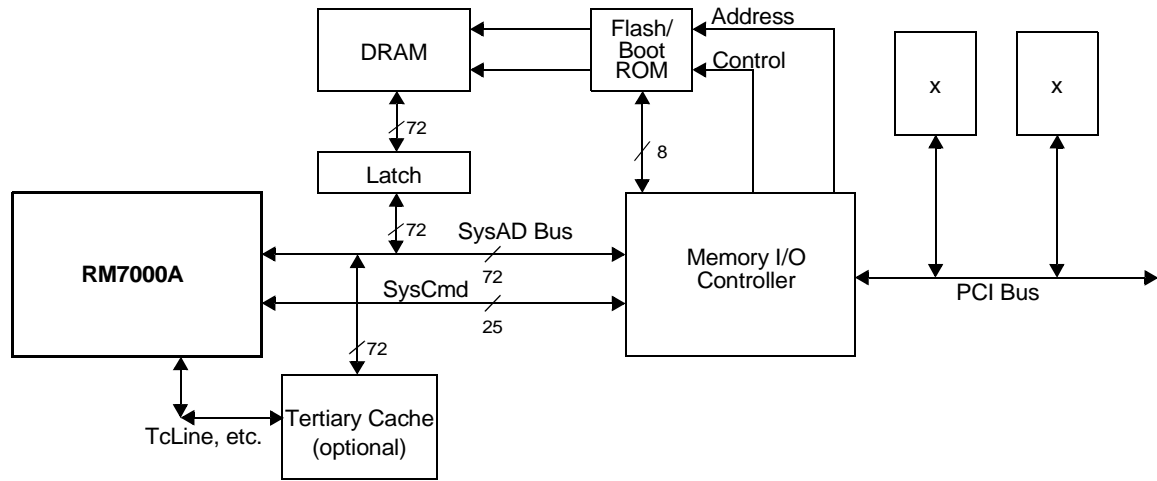 Address
Flash/
Boot
ROM
DRAM
Control
x
x
72
8
Latch
72
SysAD Bus
72
RM7000A
Memory I/O
Controller
SysCmd
25
PCI Bus
72
Tertiary Cache
(optional)
TcLine, etc.